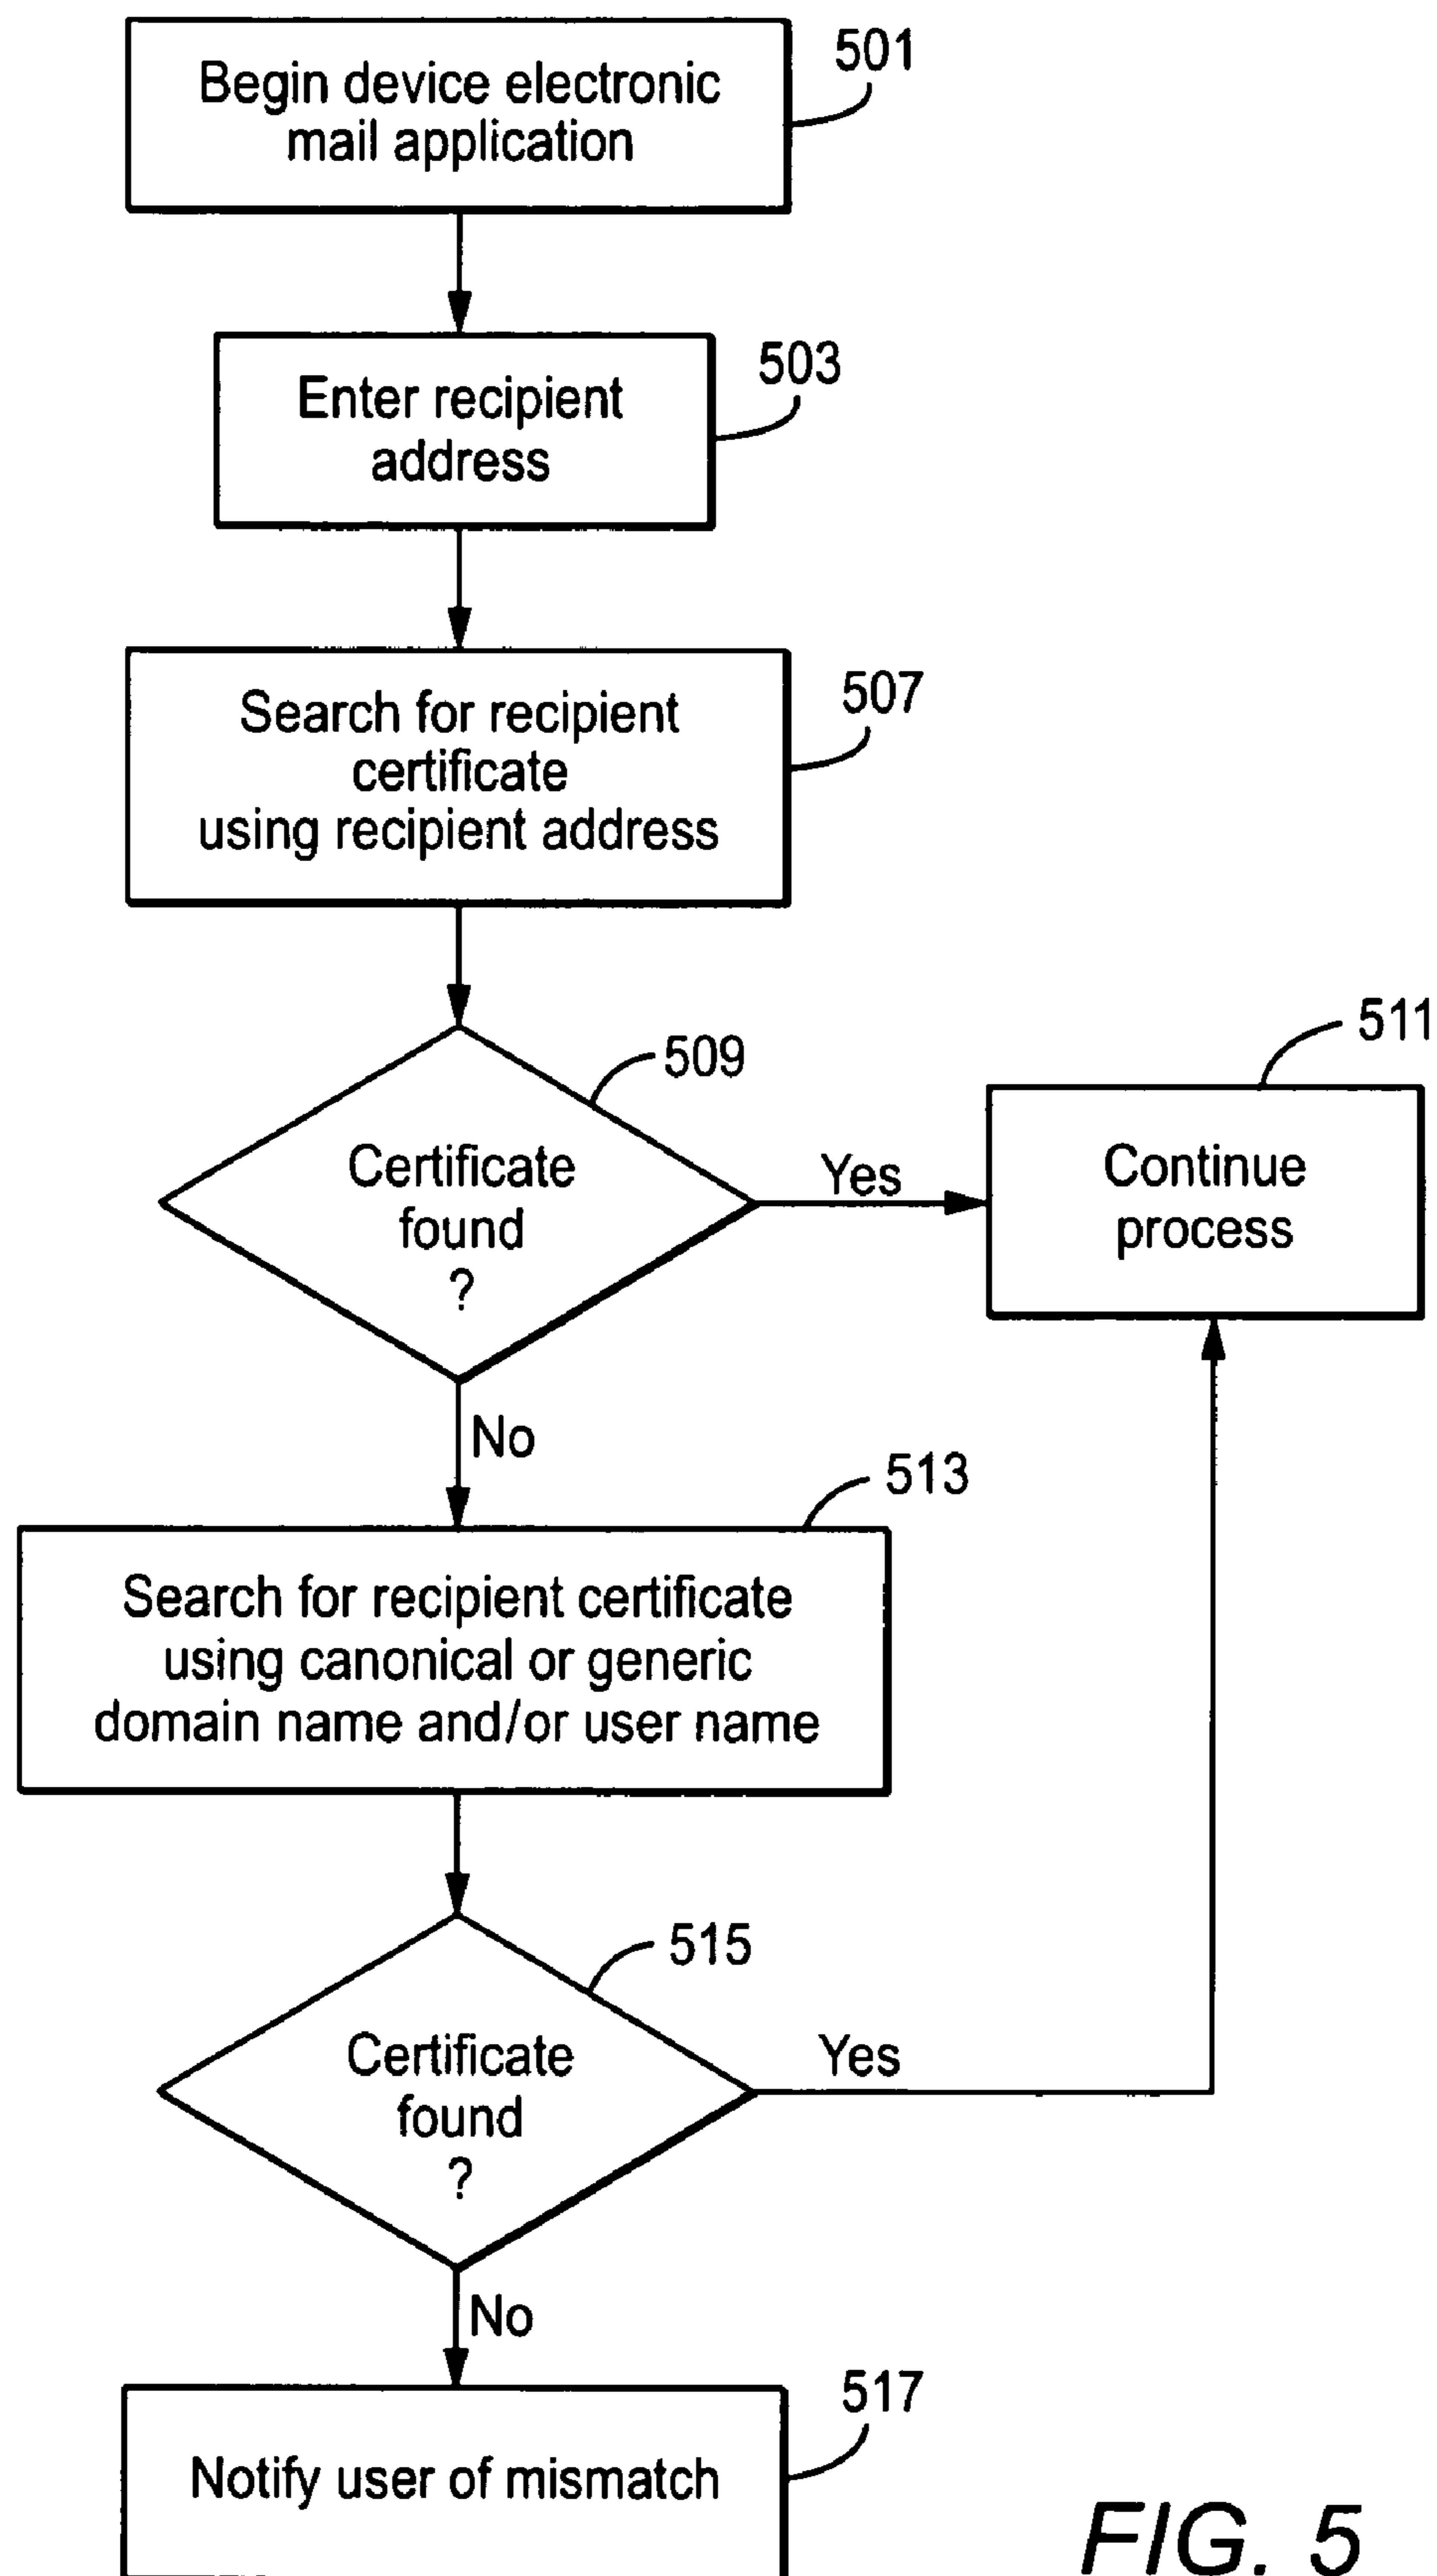 Begin device electronic
mail application
501
Enter recipient
address
503
Search for recipient
certificate
using recipient address
507
509
Certificate
found
?
Yes
511
Continue
process
No
513
Search for recipient certificate
using canonical or generic
domain name and/or user name
515
Certificate
found
?
Yes
No
517
Notify user of mismatch
FIG. 5